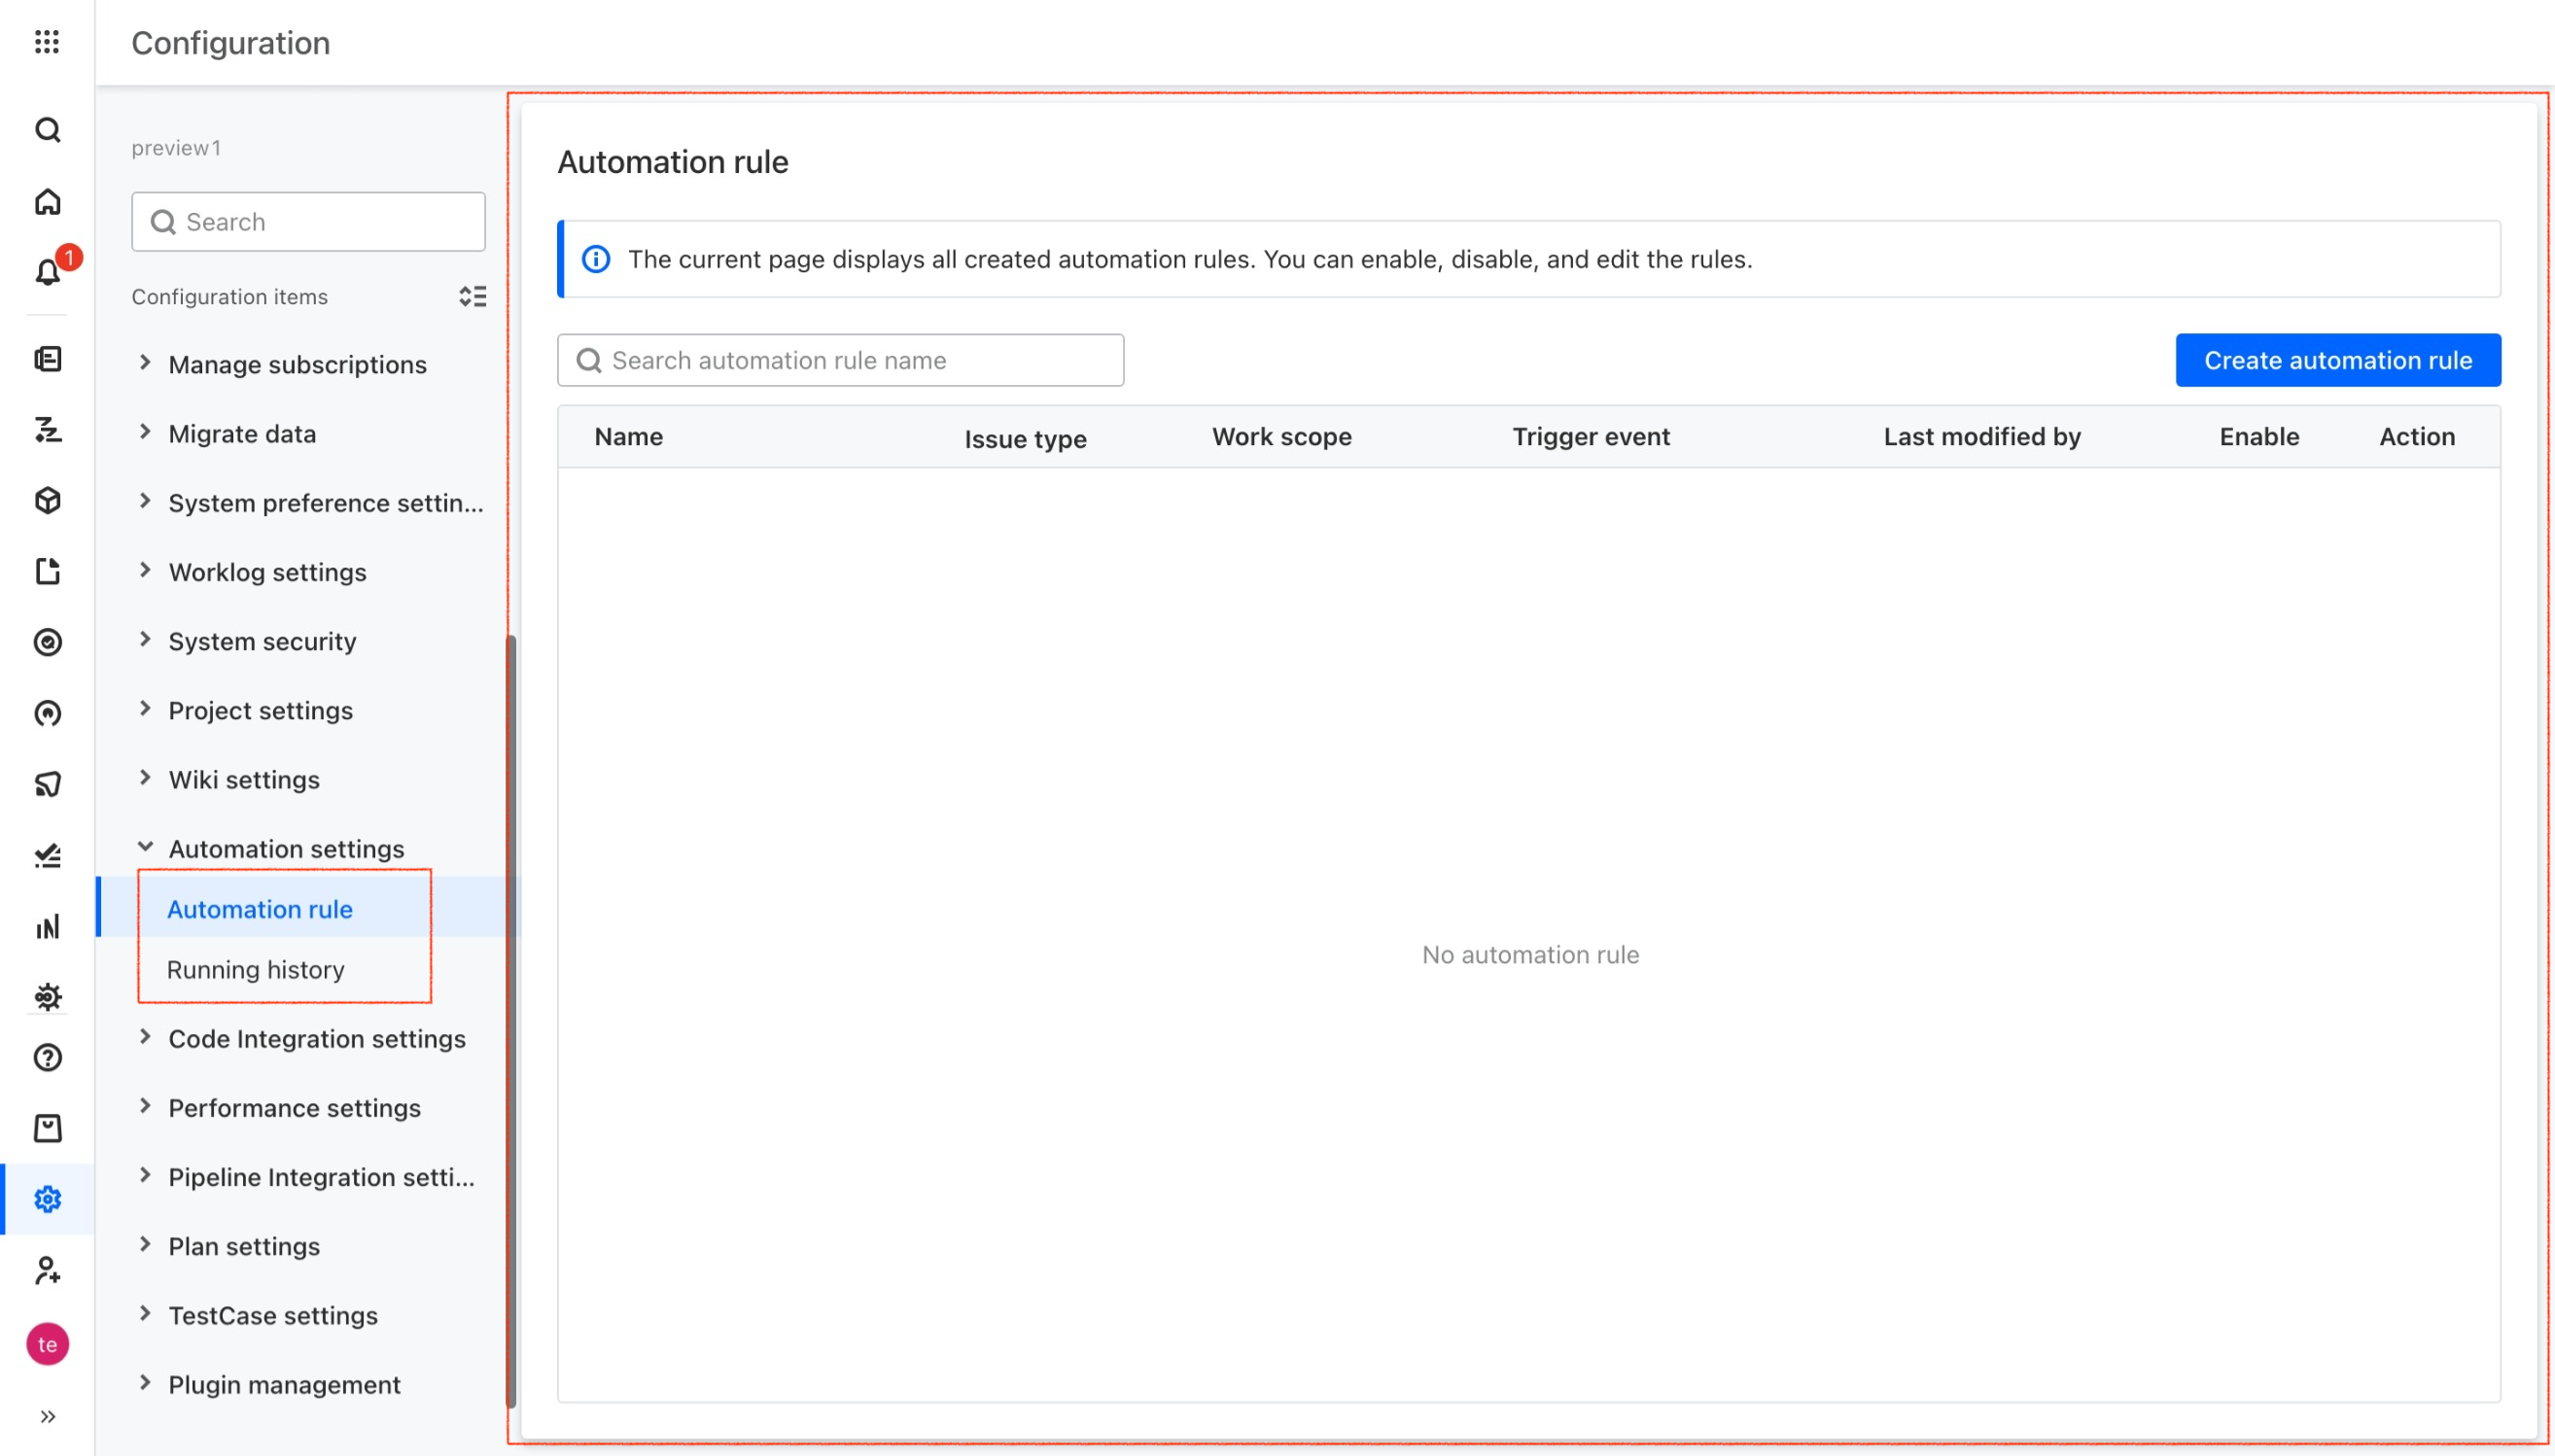 Configuration
preview1
Search
1
Configuration items
Manage subscriptions
Migrate data
System preference settin...
Worklog settings
System security
Project settings
Wiki settings
Automation settings
Automation rule
Running history
Code Integration settings
Performance settings
Pipeline Integration setti...
Plan settings
TestCase settings
Plugin management
te
Automation rule
The current page displays all created automation rules. You can enable, disable, and edit the rules.
Search automation rule name
Create automation rule
Name Issue type Work scope Trigger event Last modified by Enable Action
No automation rule